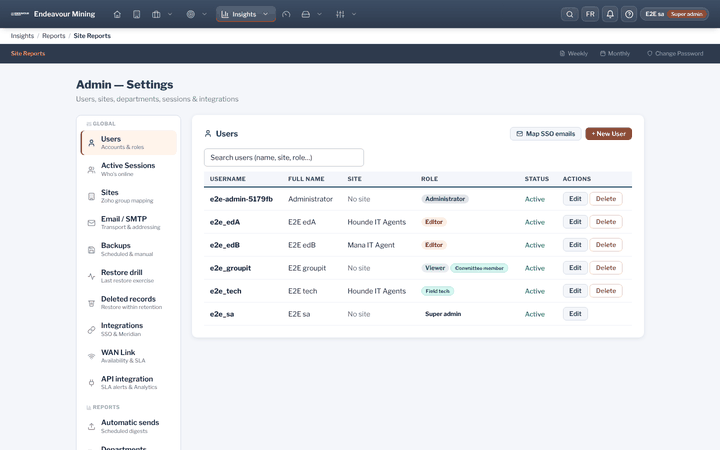 Endeavour Mining
Insights
FR
E2E sa Super admin
Insights / Reports / Site Reports
Site Reports
Weekly
Monthly
Change Password
Admin — Settings
Users, sites, departments, sessions & integrations
GLOBAL
Users
Accounts & roles
Active Sessions
Who's online
Sites
Zoho group mapping
Email / SMTP
Transport & addressing
Backups
Scheduled & manual
Restore drill
Last restore exercise
Deleted records
Restore within retention
Integrations
SSO & Meridian
WAN Link
Availability & SLA
API integration
SLA alerts & Analytics
REPORTS
Automatic sends
Scheduled digests
Departments
Users
Map SSO emails
+ New User
Search users (name, site, role...)
USERNAME FULL NAME SITE ROLE STATUS ACTIONS
e2e-admin-5179fb Administrator No site Administrator Active Edit Delete
e2e_edA E2E edA Hounde IT Agents Editor Active Edit Delete
e2e_edB E2E edB Mana IT Agent Editor Active Edit Delete
e2e_groupit E2E groupit No site Viewer Committee member Active Edit Delete
e2e_tech E2E tech Hounde IT Agents Field tech Active Edit Delete
e2e_sa E2E sa No site Super admin Active Edit